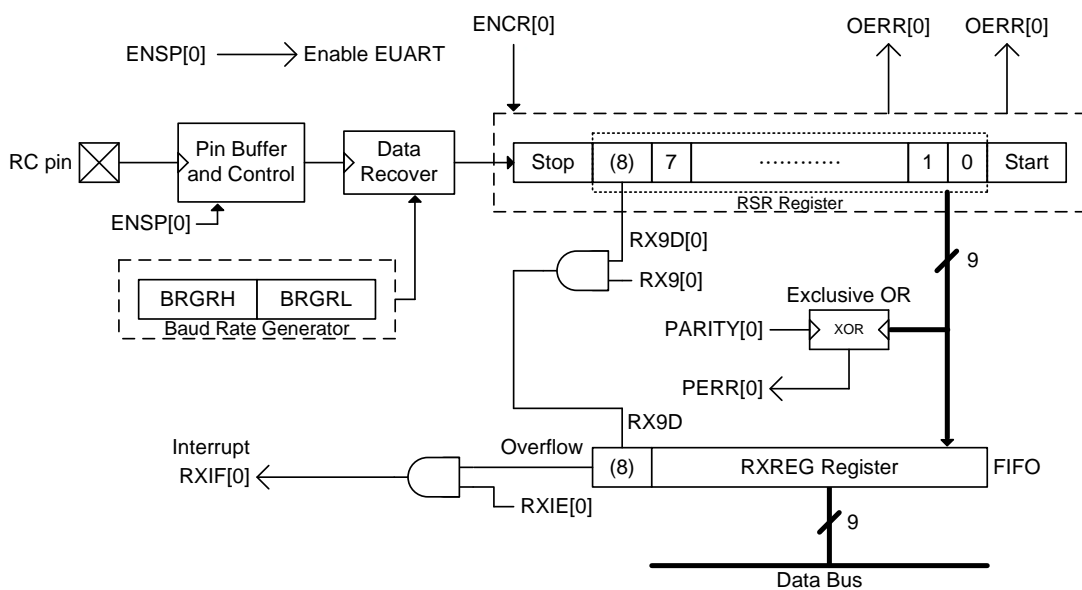 ENCR[0]
OERR[0]
OERR[0]
ENSP[0]
Enable EUART
RC pin
Pin Buffer
and Control
Data
Recover
Stop
(8)
7
............
1
0
Start
RSR Register
ENSP[0]
RX9D[0]
RX9[0]
9
BRGRH
BRGRL
Baud Rate Generator
Exclusive OR
PARITY[0]
XOR
PERR[0]
RX9D
Interrupt
RXIF[0]
Overflow
(8)
RXREG Register
FIFO
RXIE[0]
9
Data Bus